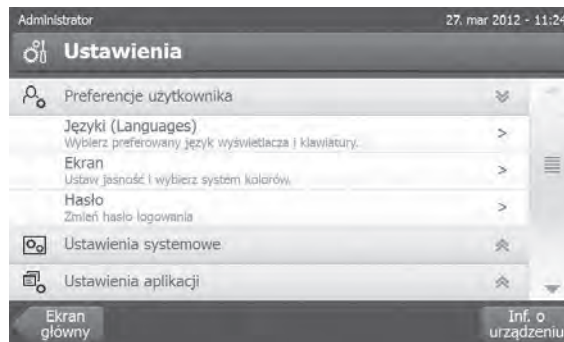 Administrator 27. mar 2012 - 11:24
Ustawienia
Preferencje użytkownika
Języki (Languages)
Wybierz preferowany język wyświetlacza i klawiatury.
Ekran
Ustaw jasność i wybierz system kolorów.
Hasło
Zmień hasło logowania
Ustawienia systemowe
Ustawienia aplikacji
Ekran
główny
Inf. o
urządzeniu